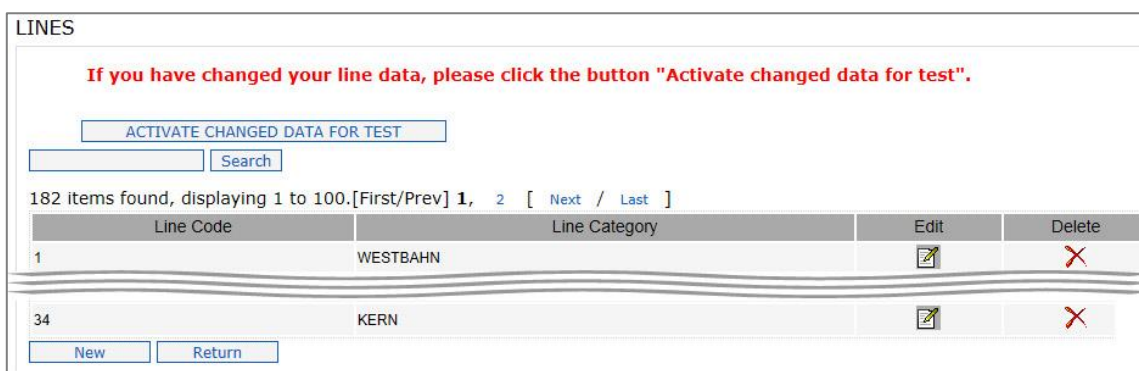 LINES
If you have changed your line data, please click the button "Activate changed data for test".
ACTIVATE CHANGED DATA FOR TEST
Search
182 items found, displaying 1 to 100.[First/Prev] 1, 2 [ Next / Last ]
Line Code Line Category Edit Delete
1 WESTBAHN
34 KERN
New Return